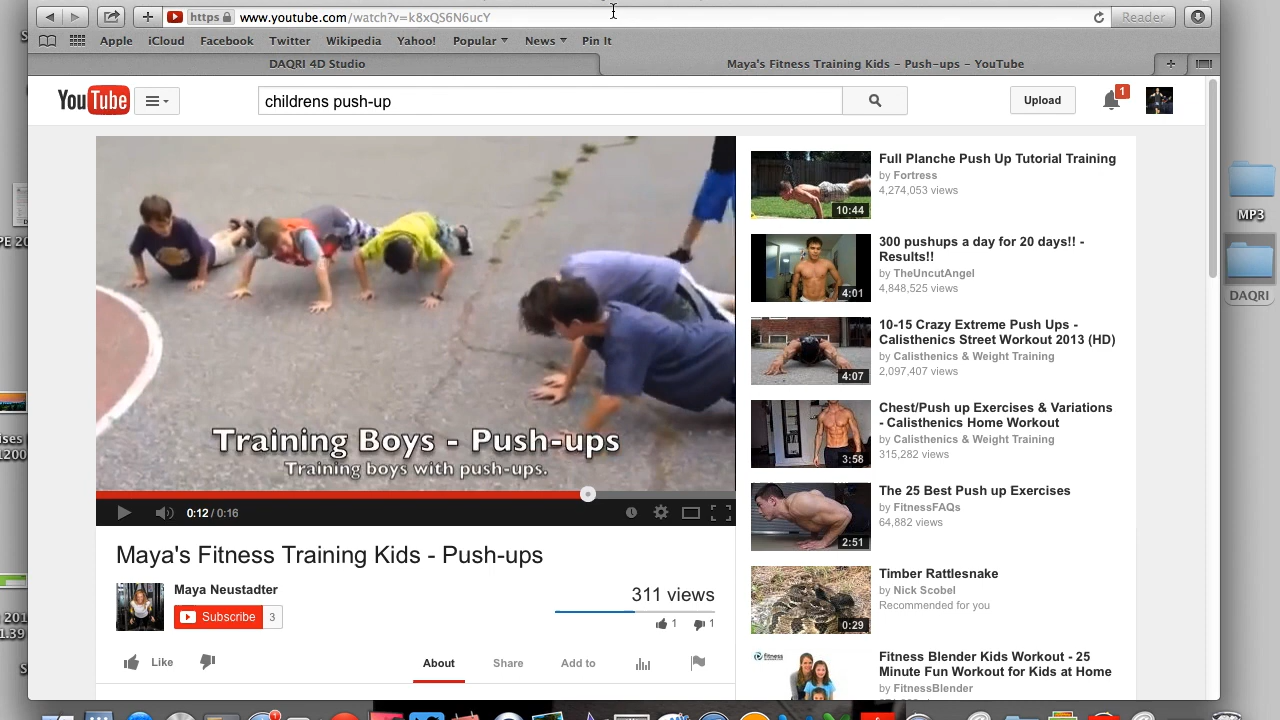 https www.youtube.com/watch?v=k8xQS6N6ucY Reader
Apple iCloud Facebook Twitter Wikipedia Yahoo! Popular News Pin It
DAQRI 4D Studio Maya's Fitness Training Kids – Push-ups – YouTube +
YouTube childrens push-up Upload 1
Training Boys - Push-ups
Training boys with push-ups.
0:12 / 0:16
Maya's Fitness Training Kids - Push-ups
Maya Neustadter
Subscribe 3
311 views
1 1
Like About Share Add to
Full Planche Push Up Tutorial Training
by Fortress
4,274,053 views
10:44
300 pushups a day for 20 days!! -
Results!!
by TheUncutAngel
4,848,525 views
4:01
10-15 Crazy Extreme Push Ups -
Calisthenics Street Workout 2013 (HD)
by Calisthenics & Weight Training
2,097,407 views
4:07
Chest/Push up Exercises & Variations
- Calisthenics Home Workout
by Calisthenics & Weight Training
315,282 views
3:58
The 25 Best Push up Exercises
by FitnessFAQs
64,882 views
2:51
Timber Rattlesnake
by Nick Scobel
Recommended for you
0:29
Fitness Blender Kids Workout - 25
Minute Fun Workout for Kids at Home
by FitnessBlender
MP3
DAQRI